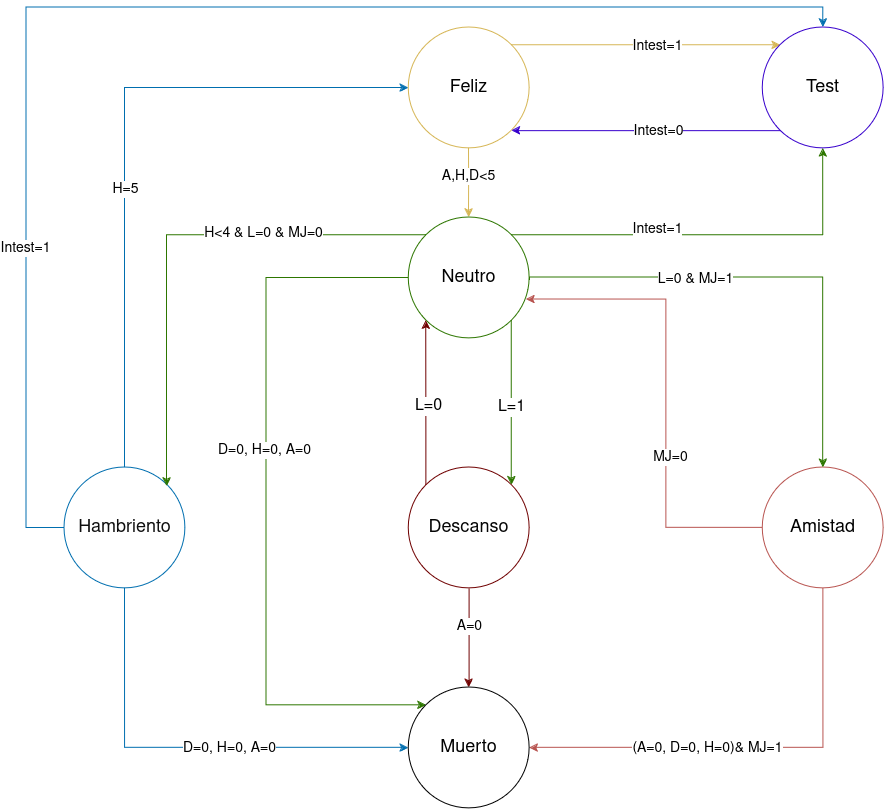 Intest=1
Feliz
Test
Intest=0
H=5
A,H,D<5
H<4 & L=0 & MJ=0
Intest=1
Intest=1
Neutro
L=0 & MJ=1
L=0
L=1
D=0, H=0, A=0
MJ=0
Hambriento
Descanso
Amistad
A=0
Muerto
D=0, H=0, A=0
(A=0, D=0, H=0)& MJ=1